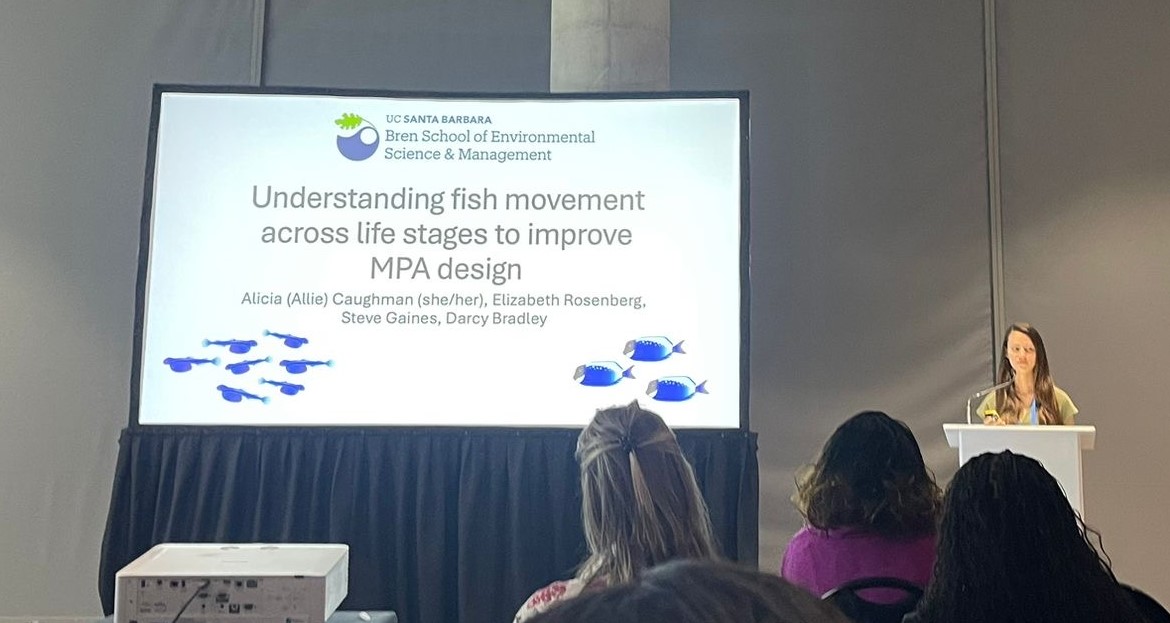 UC SANTA BARBARA
Bren School of Environmental
Science & Management
Understanding fish movement
across life stages to improve
MPA design
Alicia (Allie) Caughman (she/her), Elizabeth Rosenberg,
Steve Gaines, Darcy Bradley